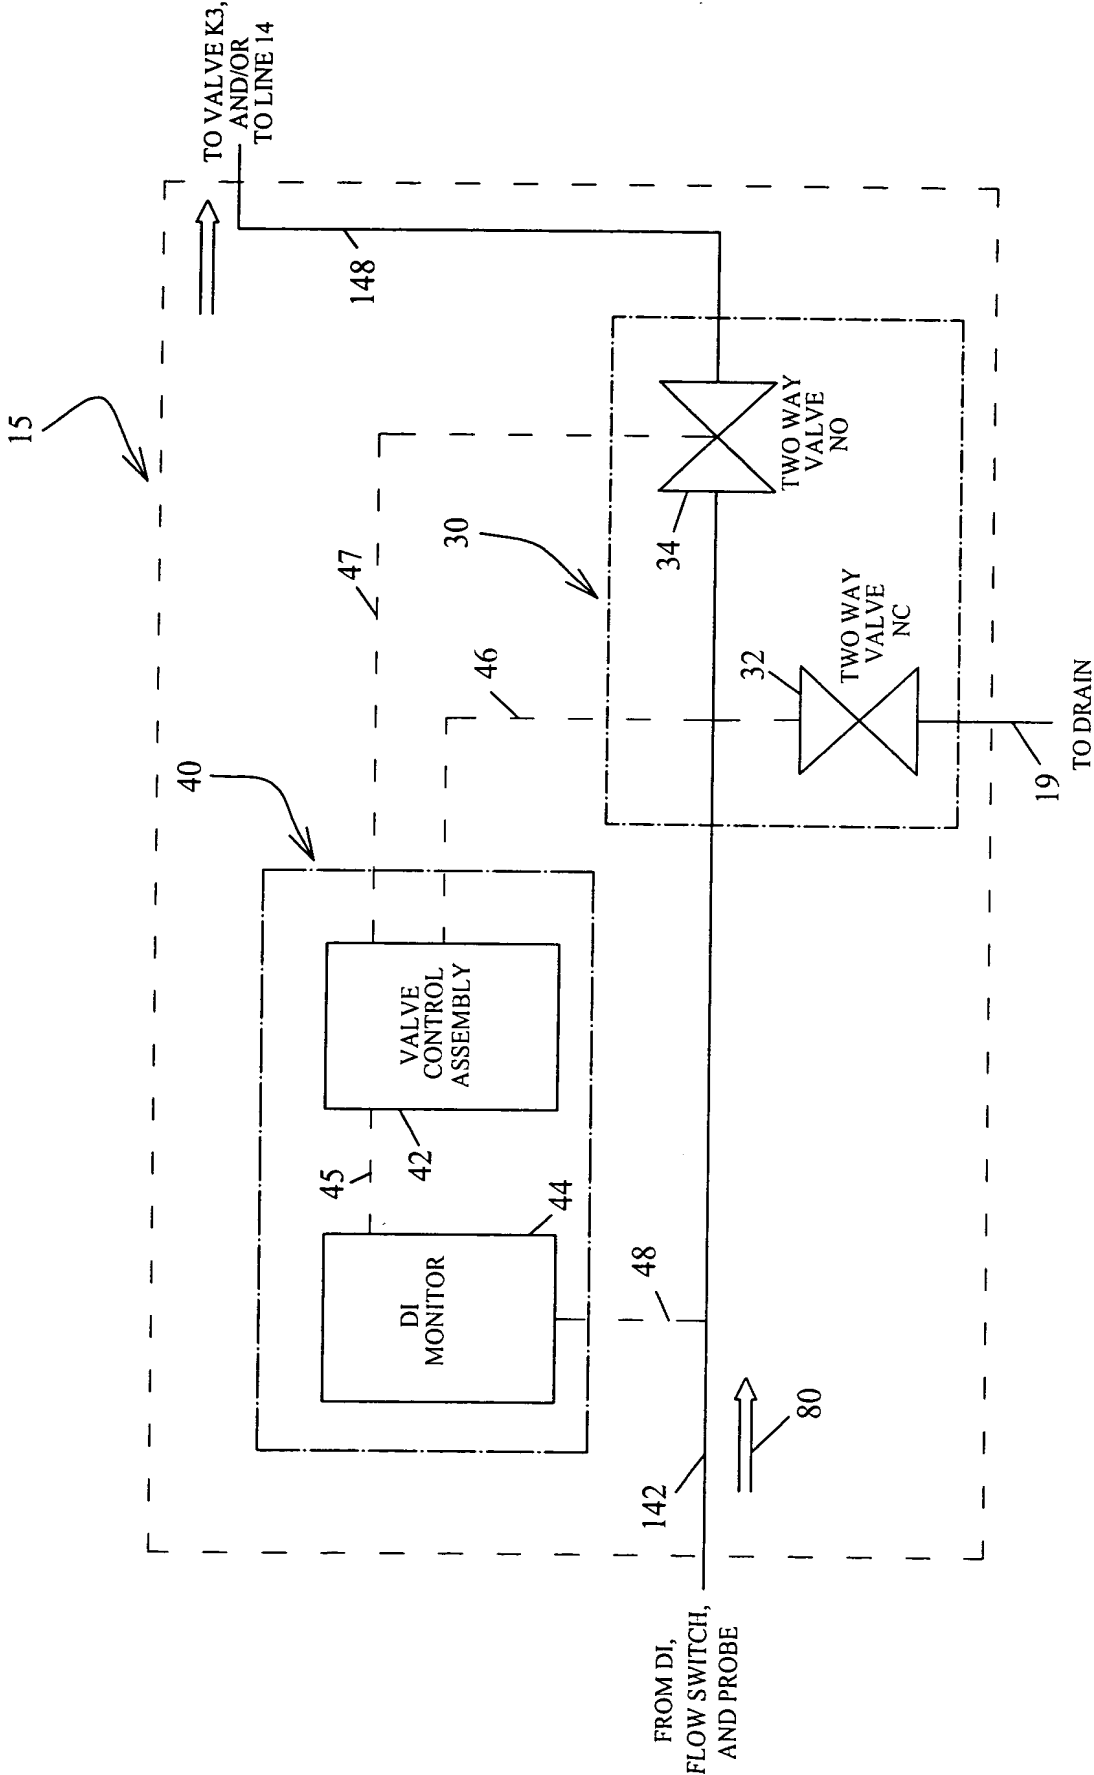 15
TO VALVE K3,
AND/OR
TO LINE 14
148
40
47
46
30
45
42
VALVE
CONTROL
ASSEMBLY
DI
MONITOR
44
48
34
TWO WAY
VALVE
NO
32
TWO WAY
VALVE
NC
142
80
19
TO DRAIN
FROM DI,
FLOW SWITCH,
AND PROBE